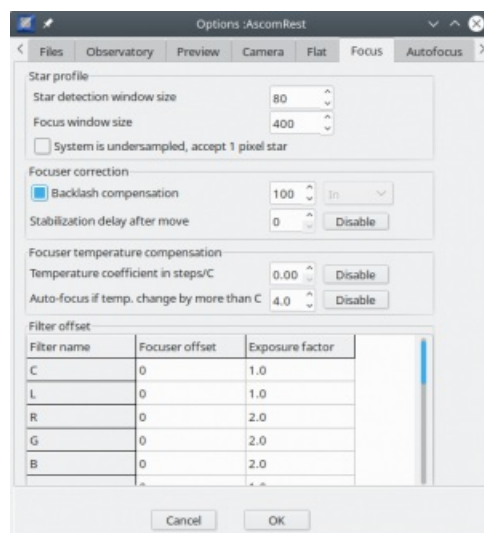 Options :AscomRest
Files Observatory Preview Camera Flat Focus Autofocus
Star profile
Star detection window size 80
Focus window size 400
System is undersampled, accept 1 pixel star
Focuser correction
Backlash compensation 100 In
Stabilization delay after move 0 Disable
Focuser temperature compensation
Temperature coefficient in steps/C 0.00 Disable
Auto-focus if temp. change by more than C 4.0 Disable
Filter offset
Filter name Focuser offset Exposure factor
C 0 1.0
L 0 1.0
R 0 2.0
G 0 2.0
B 0 2.0
Cancel OK